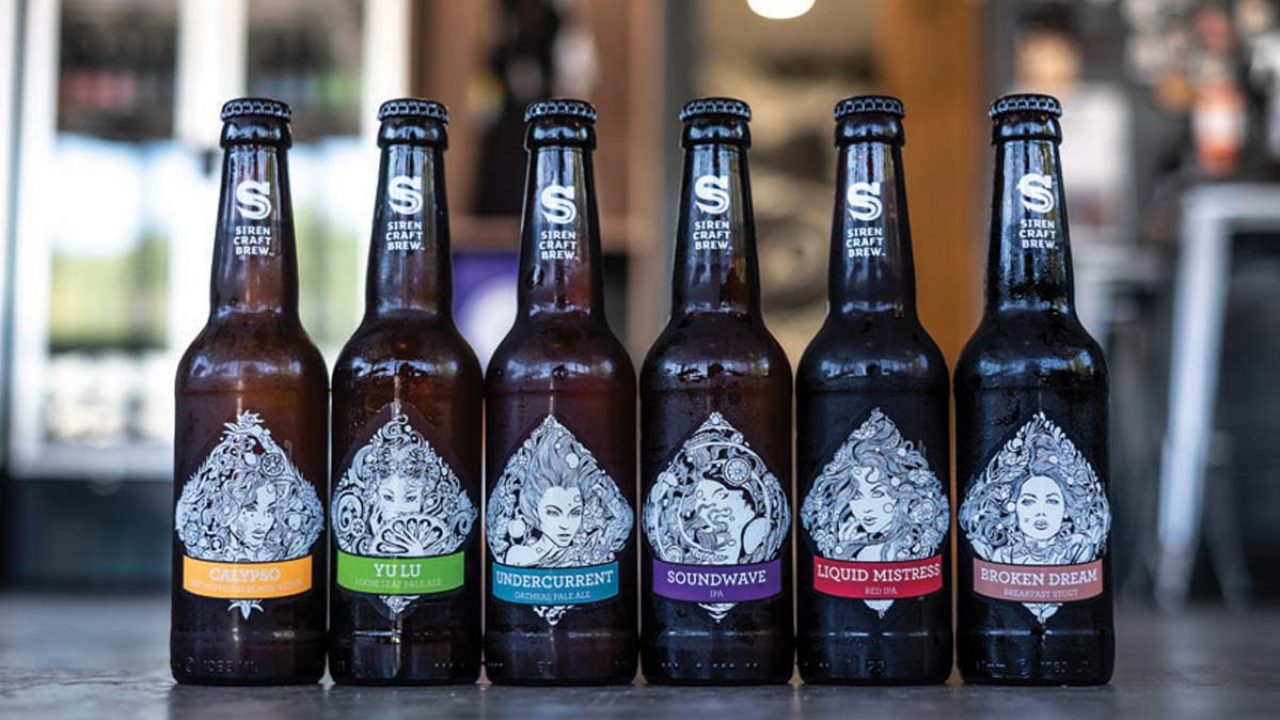 S
SIREN
CRAFT
BREW
S
SIREN
CRAFT
BREW
S
SIREN
CRAFT
BREW
S
SIREN
CRAFT
BREW
S
SIREN
CRAFT
BREW
S
SIREN
CRAFT
BREW
CALYPSO
YU LU
LOOSE LEAF PALE ALE
UNDERCURRENT
OATMEAL PALE ALE
SOUNDWAVE
IPA
LIQUID MISTRESS
RED IPA
BROKEN DREAM
BREAKFAST STOUT